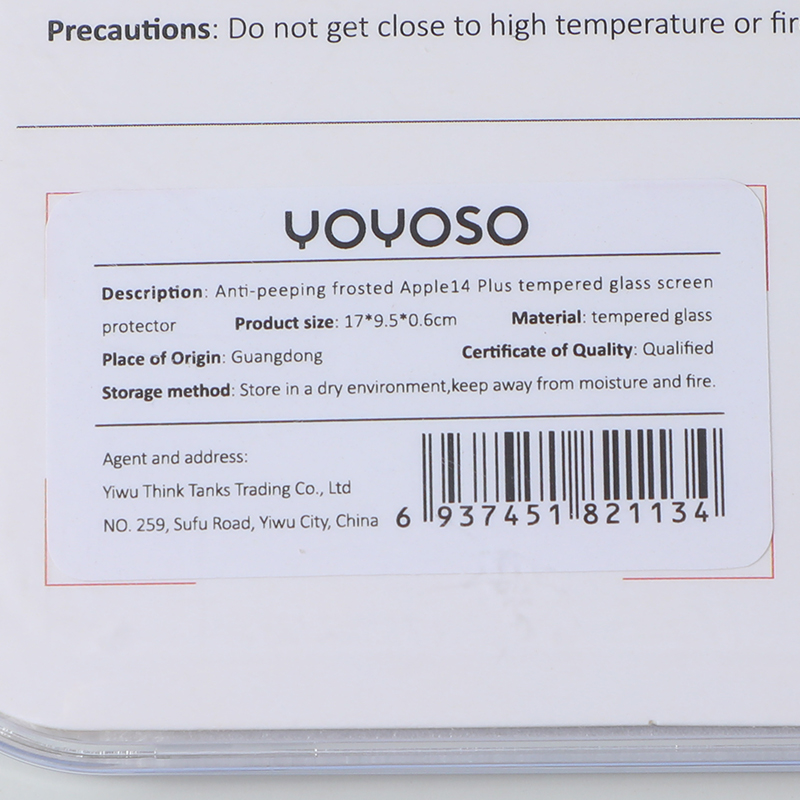 Precautions: Do not get close to high temperature or
YOYOSO
Description: Anti-peeping frosted Apple14 Plus tempered glass screen
protector Product size: 17*9.5*0.6cm Material: tempered glass
Place of Origin: Guangdong Certificate of Quality: Qualified
Storage method: Store in a dry environment,keep away from moisture and fire.
Agent and address:
Yiwu Think Tanks Trading Co., Ltd
NO. 259, Sufu Road, Yiwu City, China
6 937451 821134